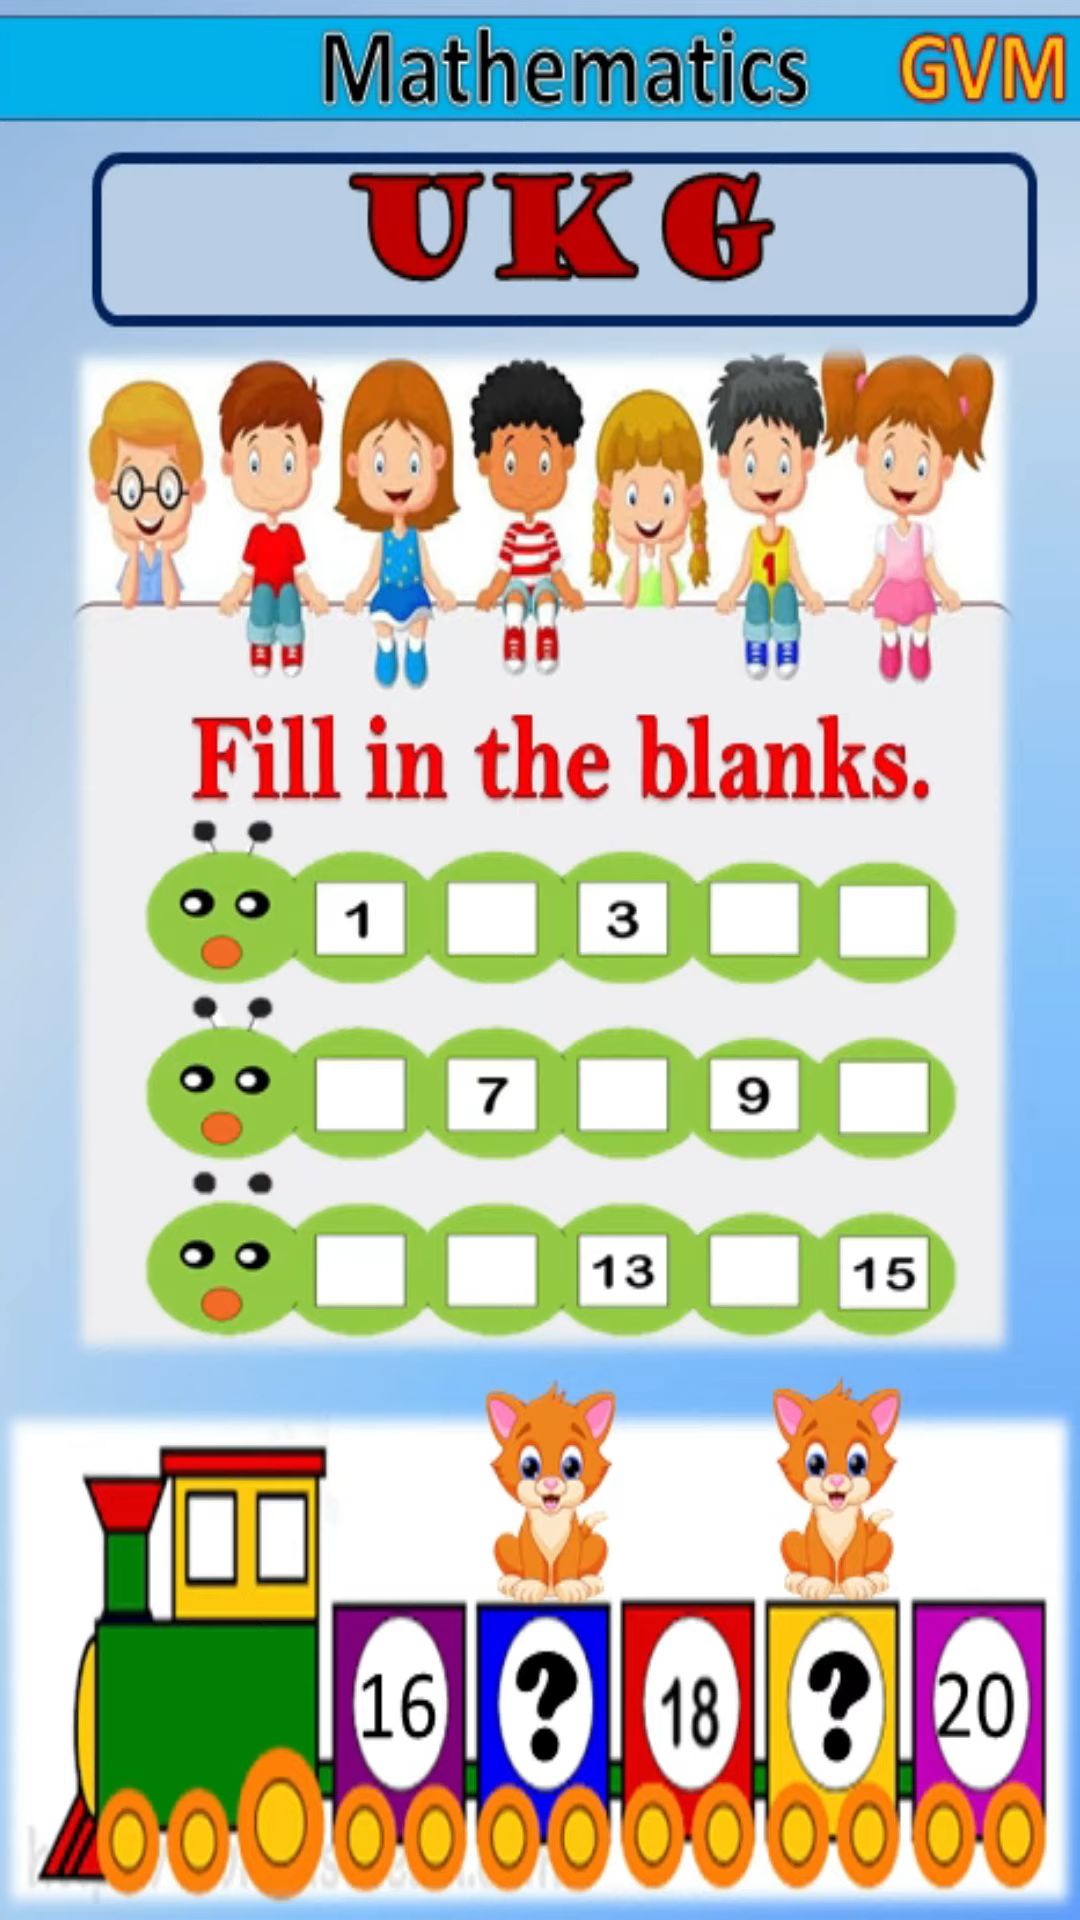 Mathematics GVM
UKG
1
Fill in the blanks.
1 3
7 9
13 15
16 ? 18 ? 20